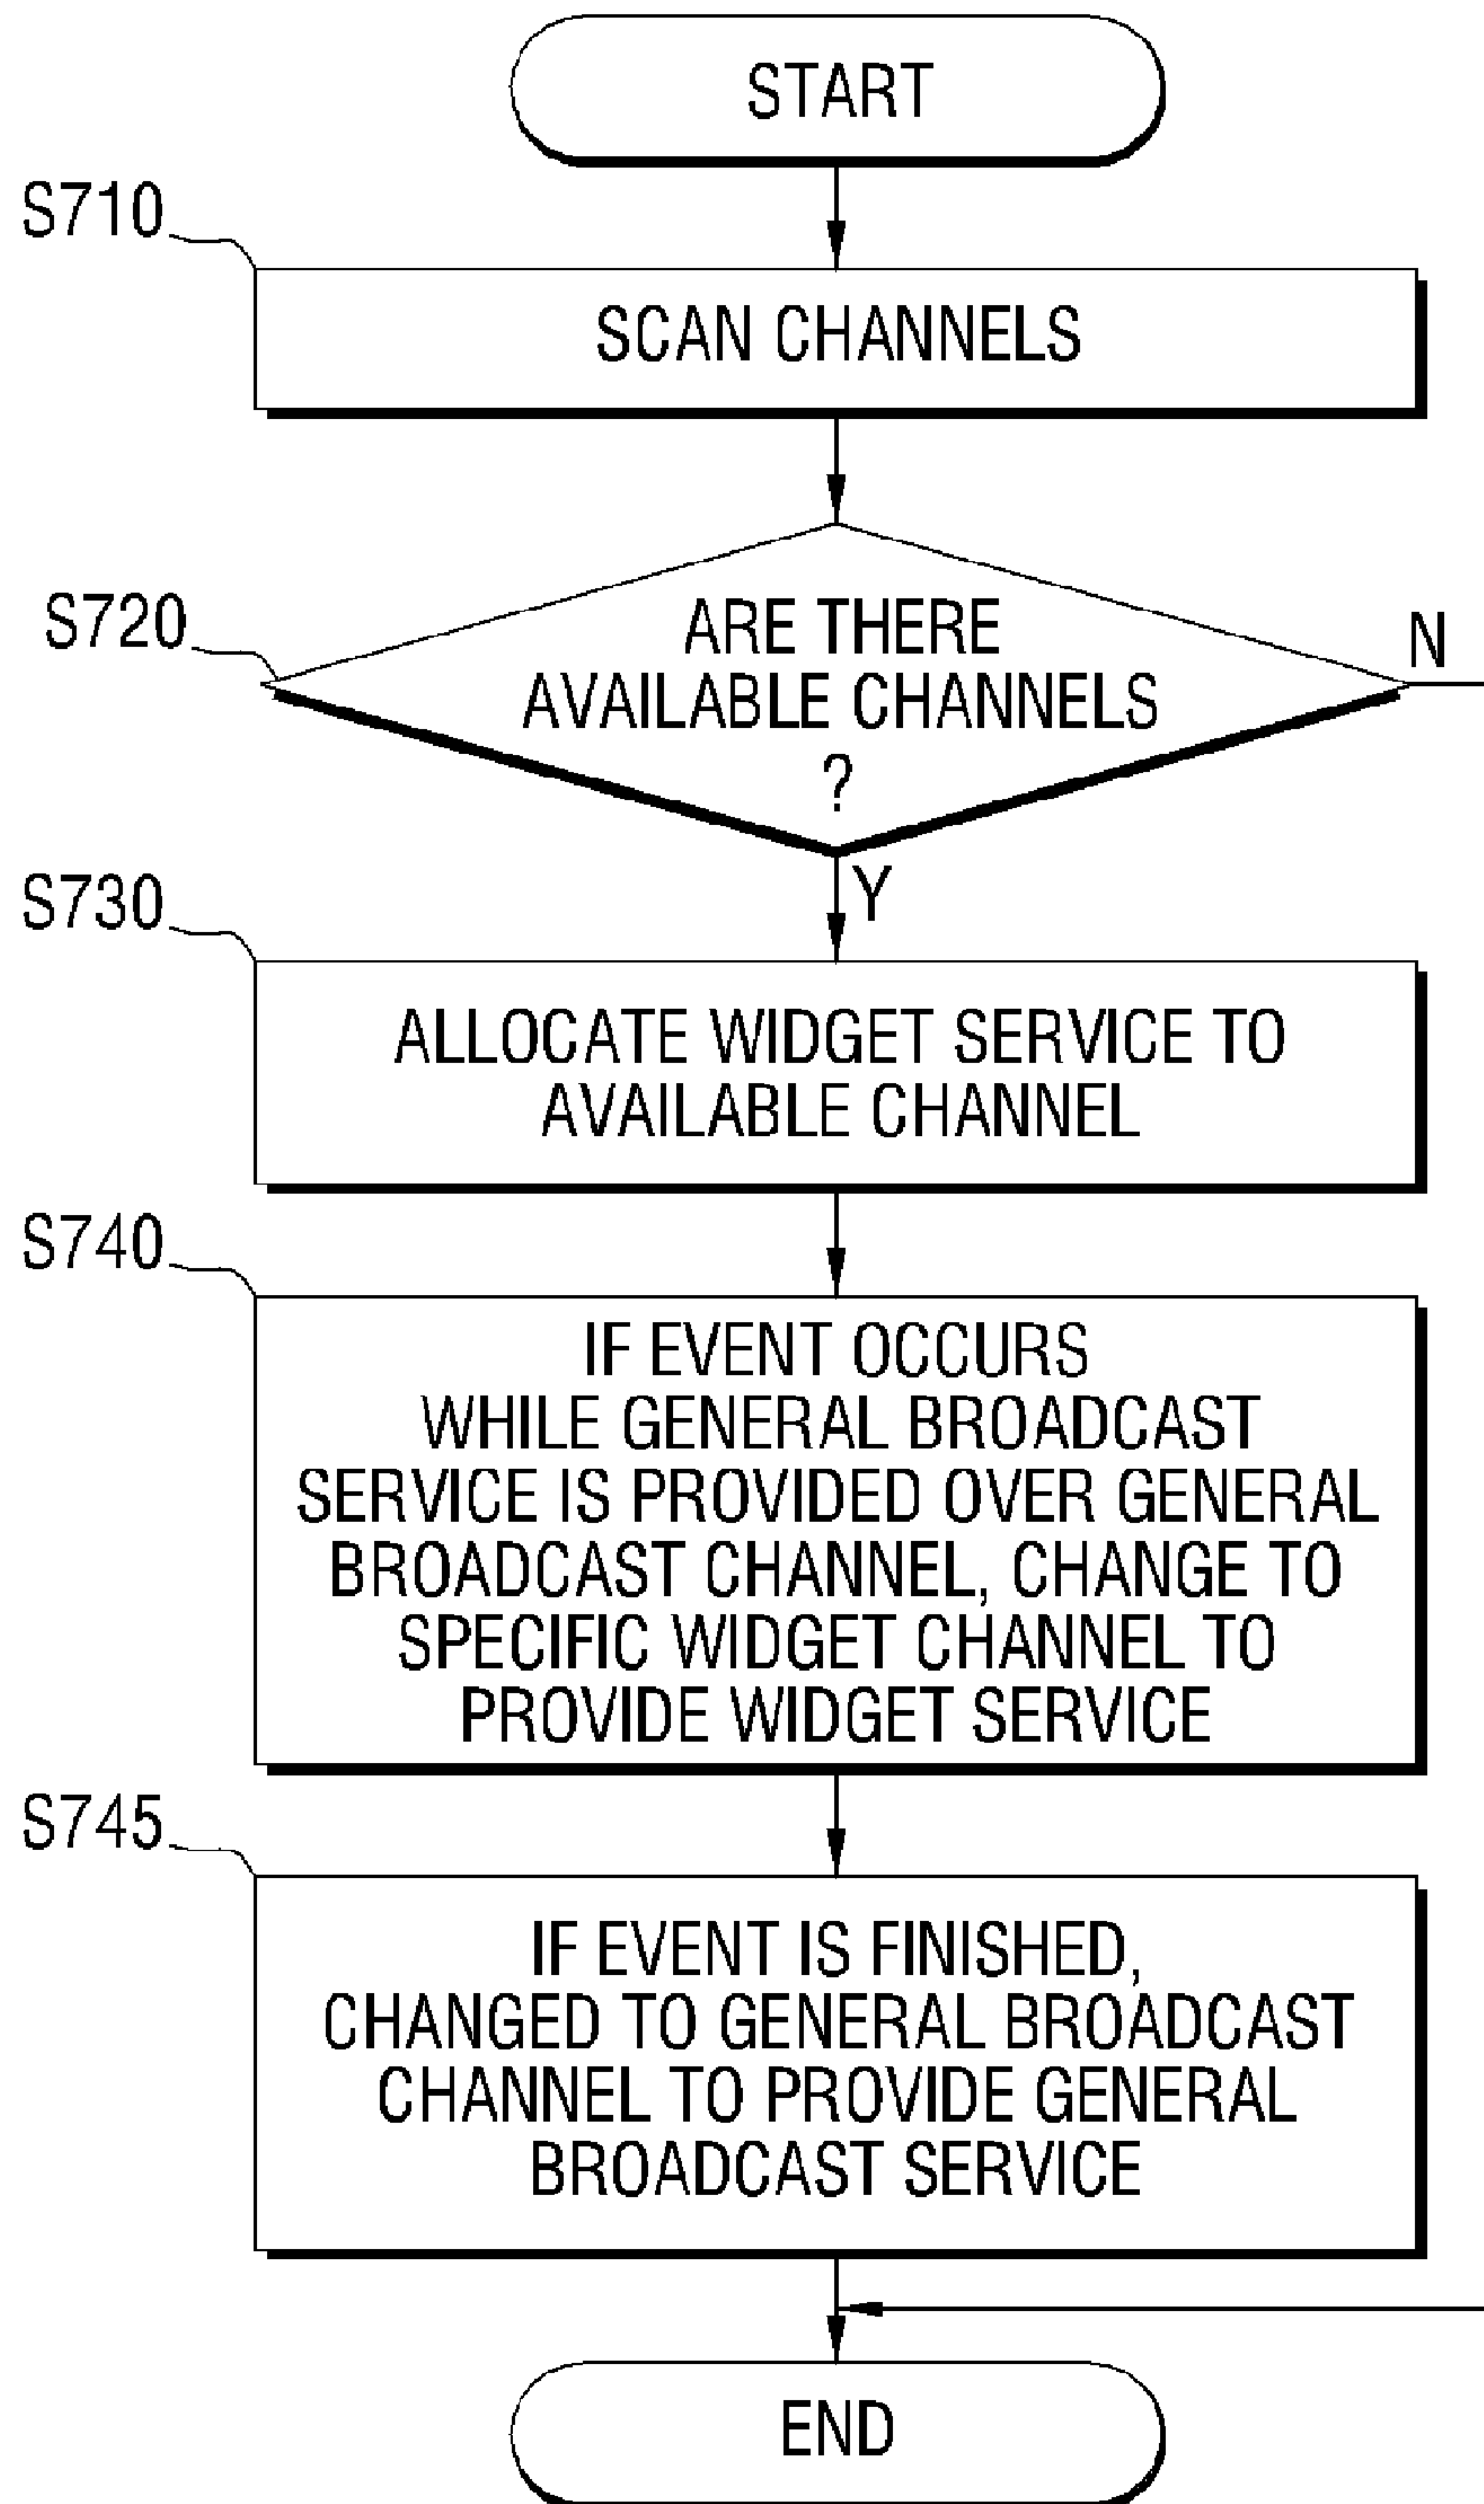 START
S710
SCAN CHANNELS
S720
ARE THERE
AVAILABLE CHANNELS
?
N
Y
S730
ALLOCATE WIDGET SERVICE TO
AVAILABLE CHANNEL
S740
IF EVENT OCCURS
WHILE GENERAL BROADCAST
SERVICE IS PROVIDED OVER GENERAL
BROADCAST CHANNEL, CHANGE TO
SPECIFIC WIDGET CHANNEL TO
PROVIDE WIDGET SERVICE
S745
IF EVENT IS FINISHED,
CHANGED TO GENERAL BROADCAST
CHANNEL TO PROVIDE GENERAL
BROADCAST SERVICE
END